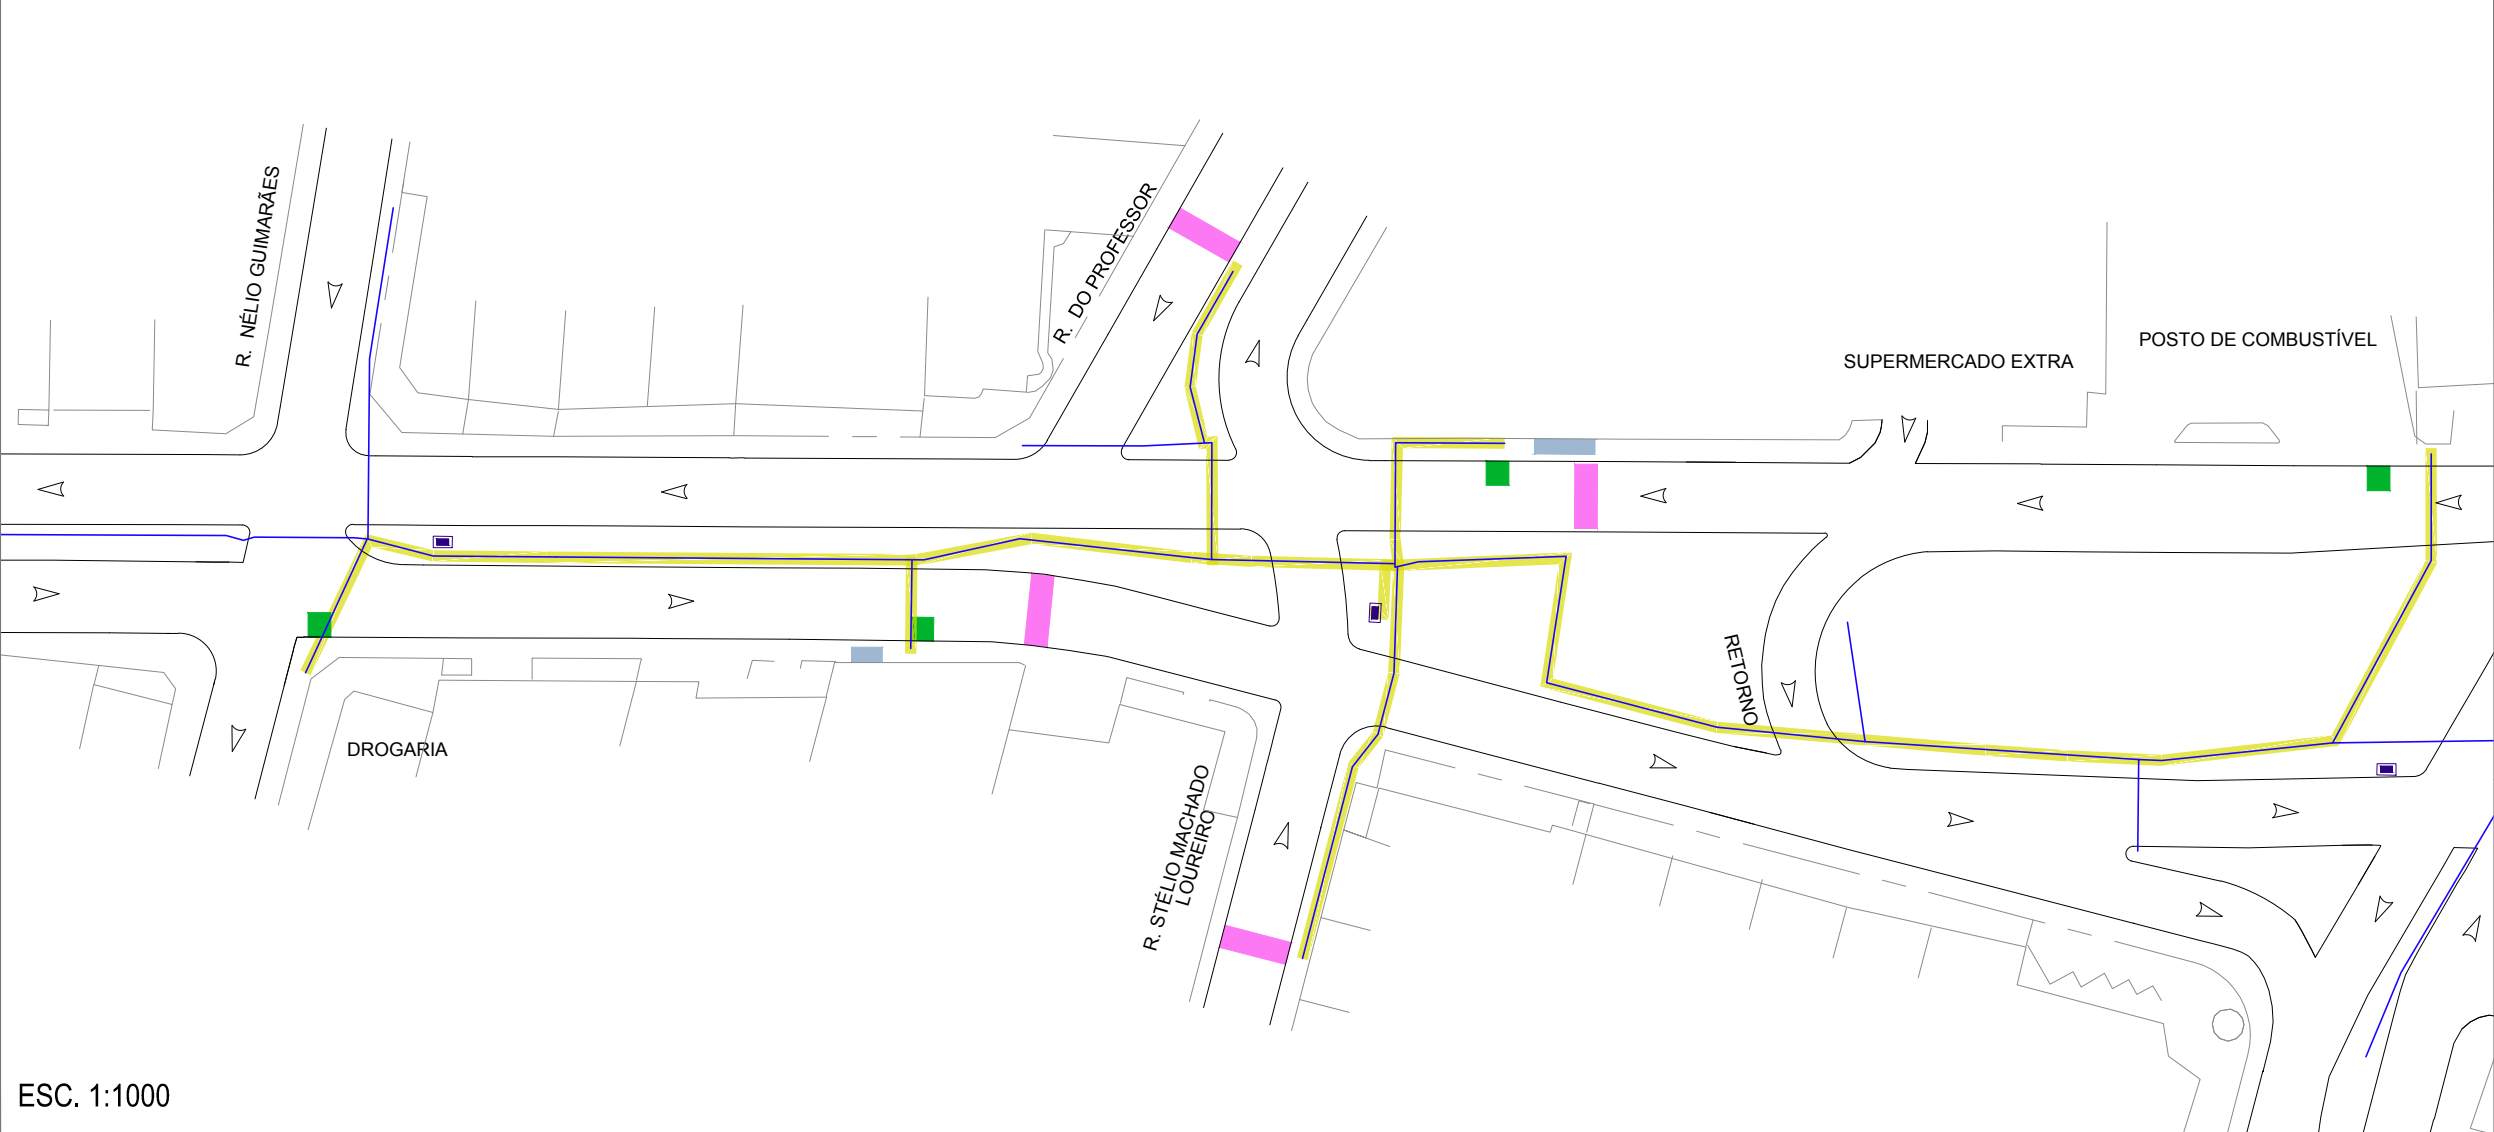 R. NÉLIO GUIMARÃES
R. DO PROFESSOR
SUPERMERCADO EXTRA
POSTO DE COMBUSTÍVEL
RETORNO
DROGARIA
R. STÉLIO MACHADO
LOUREIRO
ESC. 1:1000